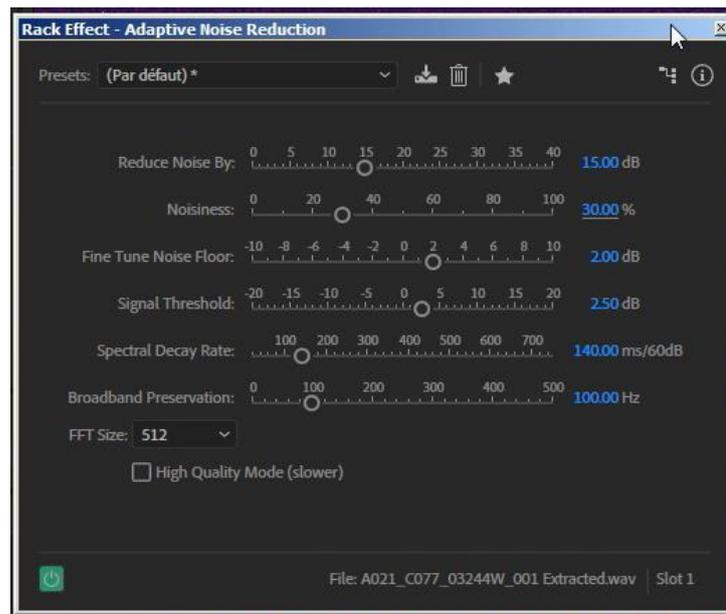 Rack Effect - Adaptive Noise Reduction
Presets: (Par défaut) *
0 5 10 15 20 25 30 35 40
Reduce Noise By: 15.00 dB
0 20 40 60 80 100
Noisiness: 30.00 %
-10 -8 -6 -4 -2 0 2 4 6 8 10
Fine Tune Noise Floor: 2.00 dB
-20 -15 -10 -5 0 5 10 15 20
Signal Threshold: 2.50 dB
100 200 300 400 500 600 700
Spectral Decay Rate: 140.00 ms/60dB
0 100 200 300 400 500
Broadband Preservation: 100.00 Hz
FFT Size: 512
High Quality Mode (slower)
File: A021_C077_03244W_001 Extracted.wav Slot 1